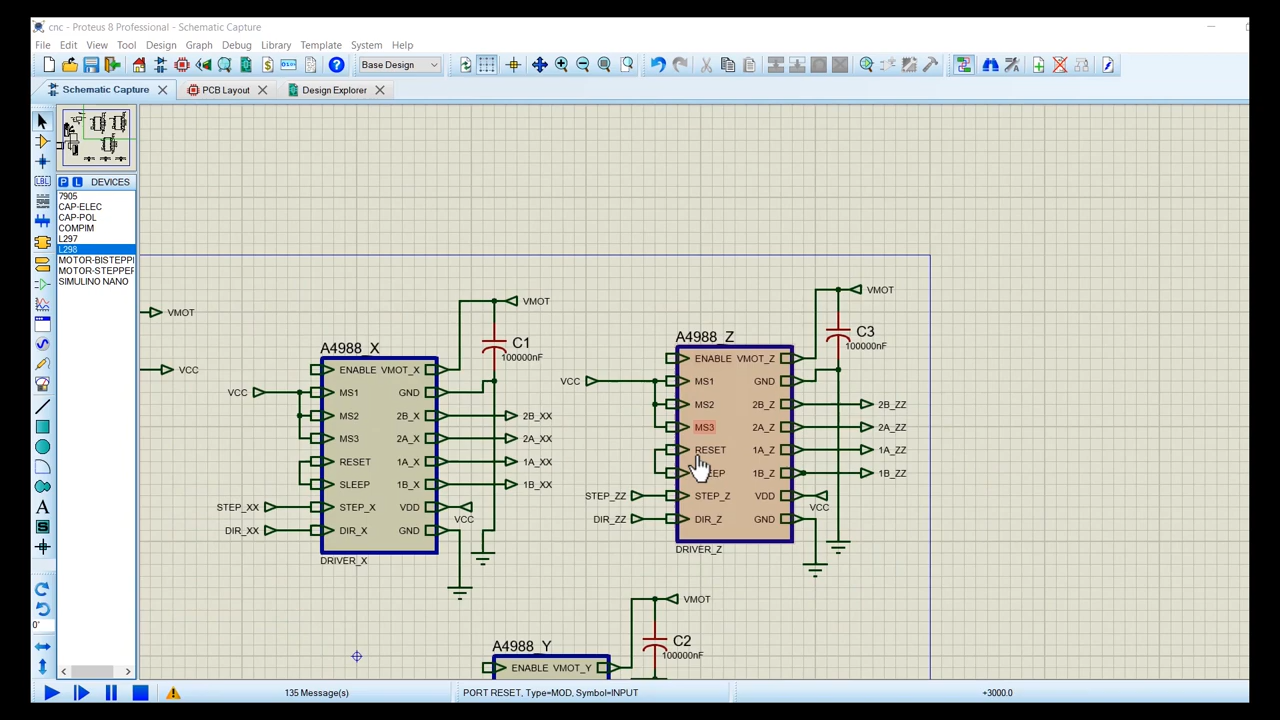 cnc - Proteus 8 Professional - Schematic Capture
File Edit View Tool Design Graph Debug Library Template System Help
Base Design
Schematic Capture PCB Layout Design Explorer
P L DEVICES
7905
CAP-ELEC
CAP-POL
COMPIM
L297
L298
MOTOR-BISTEPPI
MOTOR-STEPPER
SIMULINO NANO
LBL
A
S
0°
VMOT
VCC
VMOT
C1
100000nF
A4988_X
ENABLE VMOT_X
VCC MS1 GND
MS2 2B_X 2B_XX
MS3 2A_X 2A_XX
RESET 1A_X 1A_XX
SLEEP 1B_X 1B_XX
STEP_XX STEP_X VDD VCC
DIR_XX DIR_X GND
DRIVER_X
VMOT
C3
100000nF
A4988_Z
ENABLE VMOT_Z
VCC MS1 GND
MS2 2B_Z 2B_ZZ
MS3 2A_Z 2A_ZZ
RESET 1A_Z 1A_ZZ
EP 1B_Z 1B_ZZ
STEP_ZZ STEP_Z VDD VCC
DIR_ZZ DIR_Z GND
DRIVER_Z
VMOT
C2
100000nF
A4988_Y
ENABLE VMOT_Y
135 Message(s) PORT RESET, Type=MOD, Symbol=INPUT +3000.0